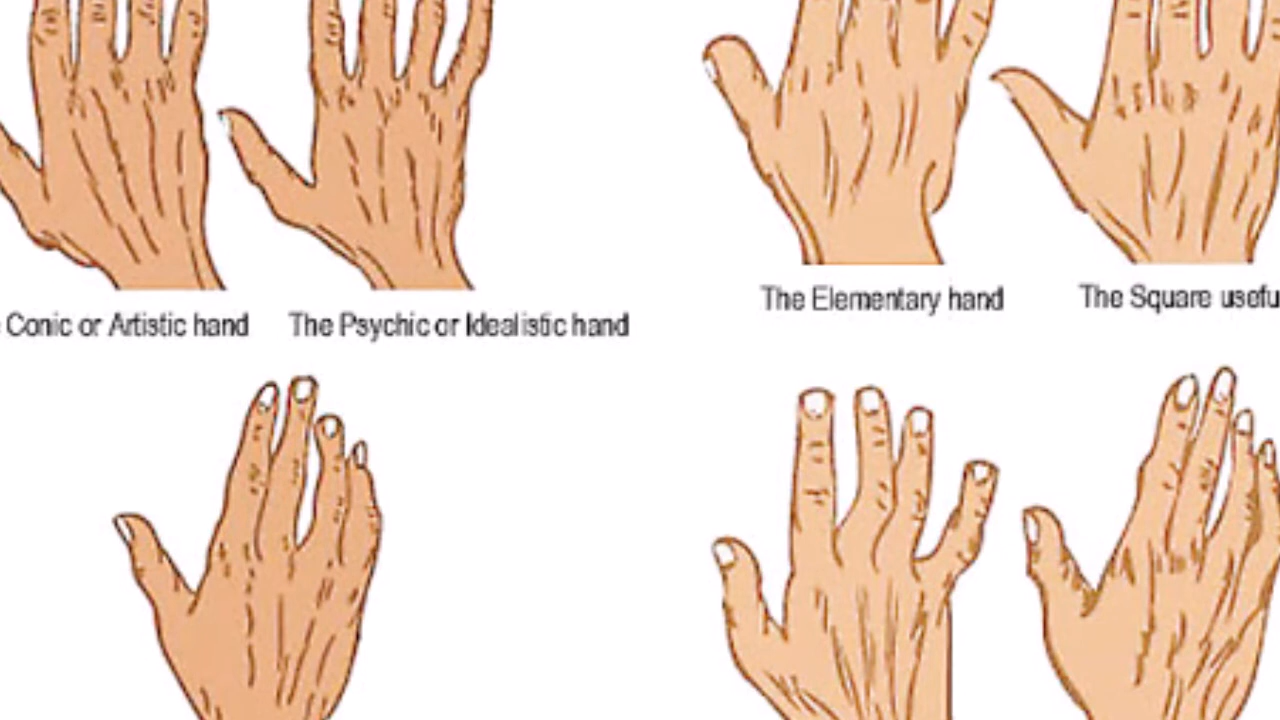 Conic or Artistic hand
The Psychic or Idealistic hand
The Elementary hand
The Square usefu